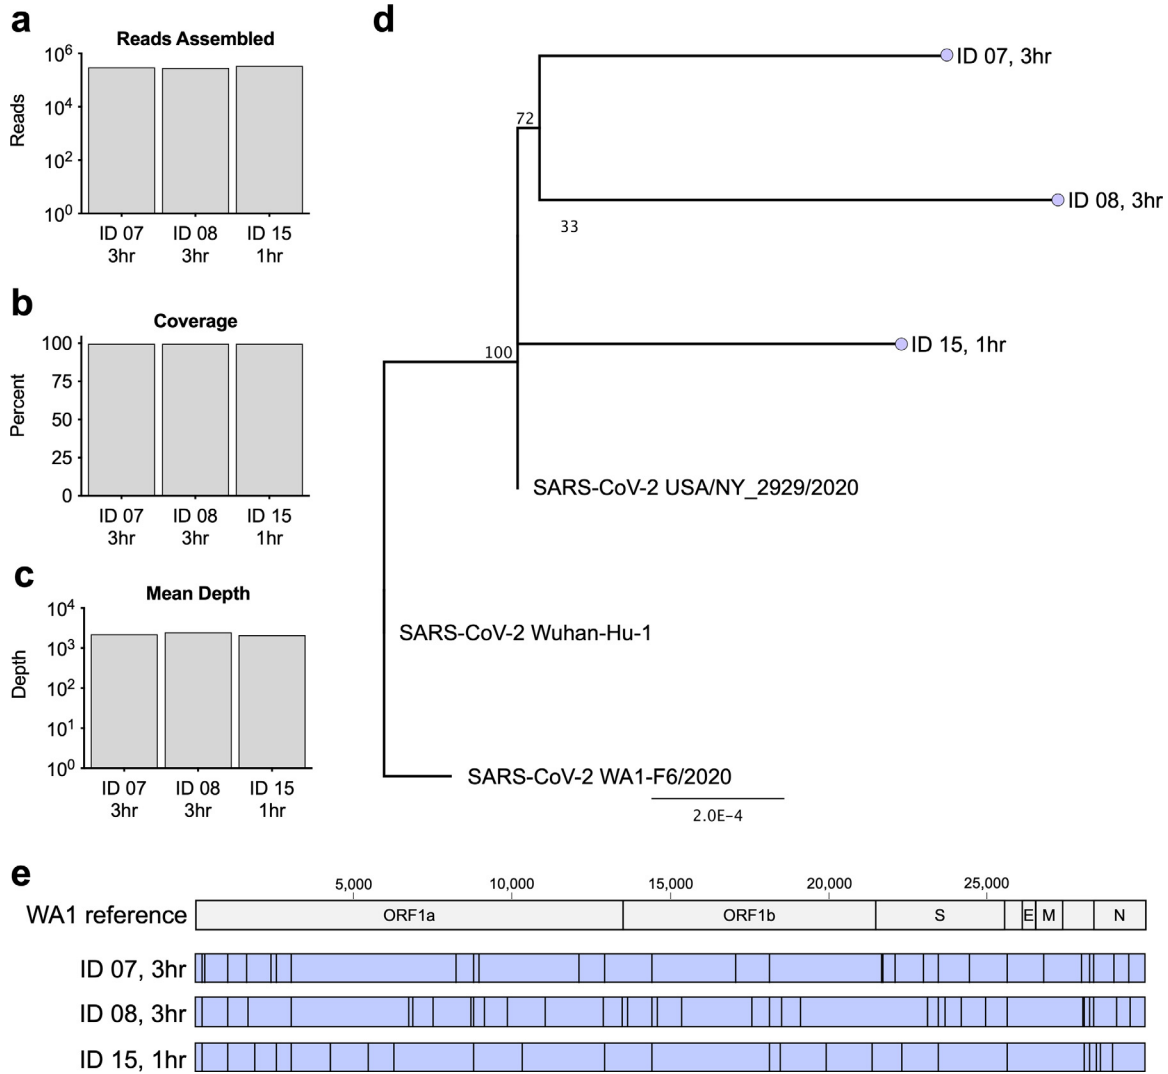 a
Reads Assembled
Reads
10^6
10^4
10^2
10^0
ID 07 3hr
ID 08 3hr
ID 15 1hr
b
Coverage
Percent
100
75
50
25
0
ID 07 3hr
ID 08 3hr
ID 15 1hr
c
Mean Depth
Depth
10^4
10^3
10^2
10^1
10^0
ID 07 3hr
ID 08 3hr
ID 15 1hr
d
ID 07, 3hr
72
ID 08, 3hr
33
ID 15, 1hr
100
SARS-CoV-2 USA/NY_2929/2020
SARS-CoV-2 Wuhan-Hu-1
SARS-CoV-2 WA1-F6/2020
2.0E-4
e
5,000 10,000 15,000 20,000 25,000
WA1 reference ORF1a ORF1b S E M N
ID 07, 3hr
ID 08, 3hr
ID 15, 1hr